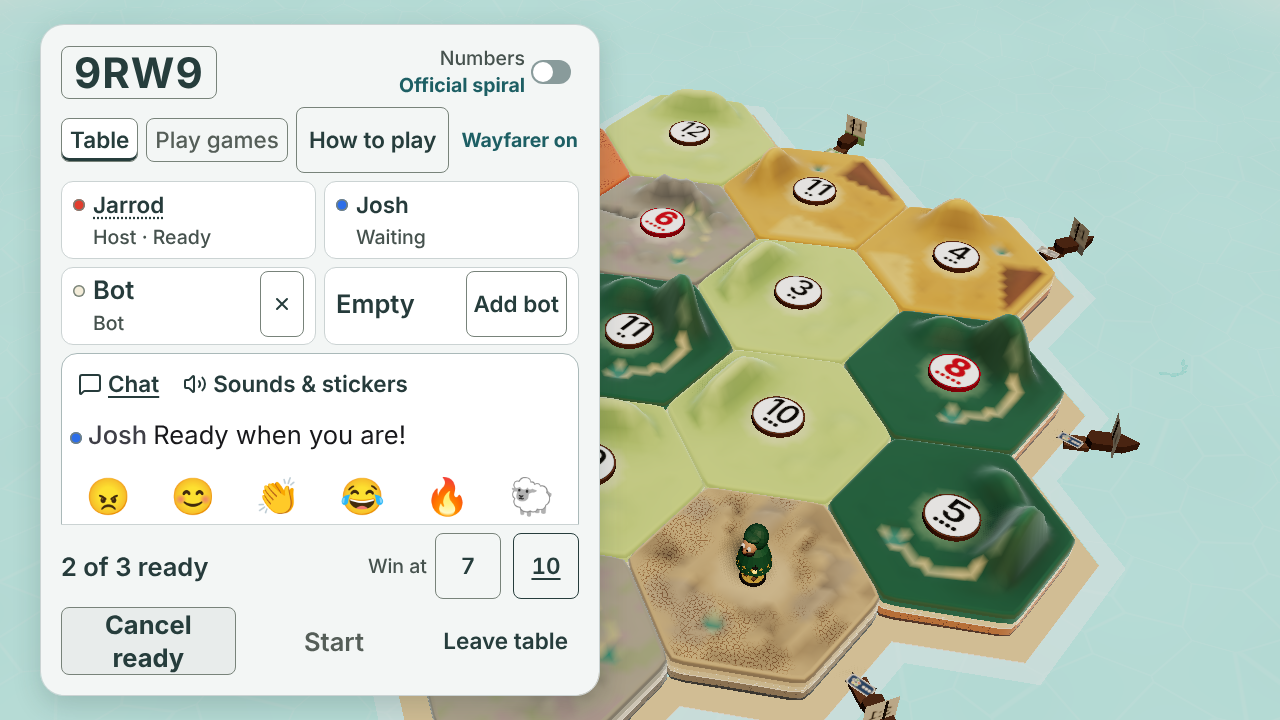 9RW9
Numbers
Official spiral
Table
Play games
How to play
Wayfarer on
Jarrod
Host · Ready
Josh
Waiting
Bot
Bot
×
Empty
Add bot
Chat
Sounds & stickers
Josh Ready when you are!
2 of 3 ready
Win at
7
10
Cancel
ready
Start
Leave table
12
11
6
4
3
11
8
10
5